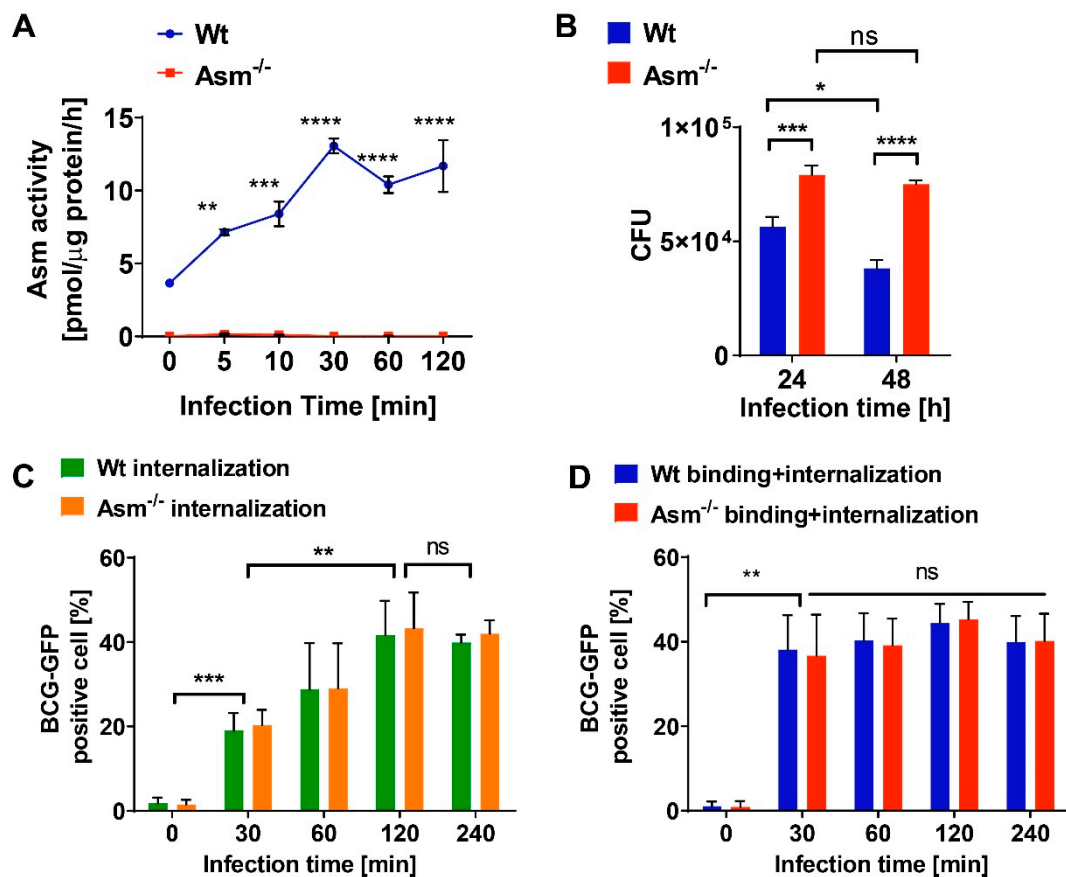 A
Wt
Asm-/-
Asm activity
[pmol/µg protein/h]
15
10
5
0
**
***
****
****
****
0 5 10 30 60 120
Infection Time [min]
B
Wt
Asm-/-
ns
*
***
****
CFU
1×10⁵
5×10⁴
0
24 48
Infection time [h]
C
Wt internalization
Asm-/- internalization
BCG-GFP
positive cell [%]
60
40
20
0
***
**
ns
0 30 60 120 240
Infection time [min]
D
Wt binding+internalization
Asm-/- binding+internalization
BCG-GFP
positive cell [%]
60
40
20
0
**
ns
0 30 60 120 240
Infection time [min]